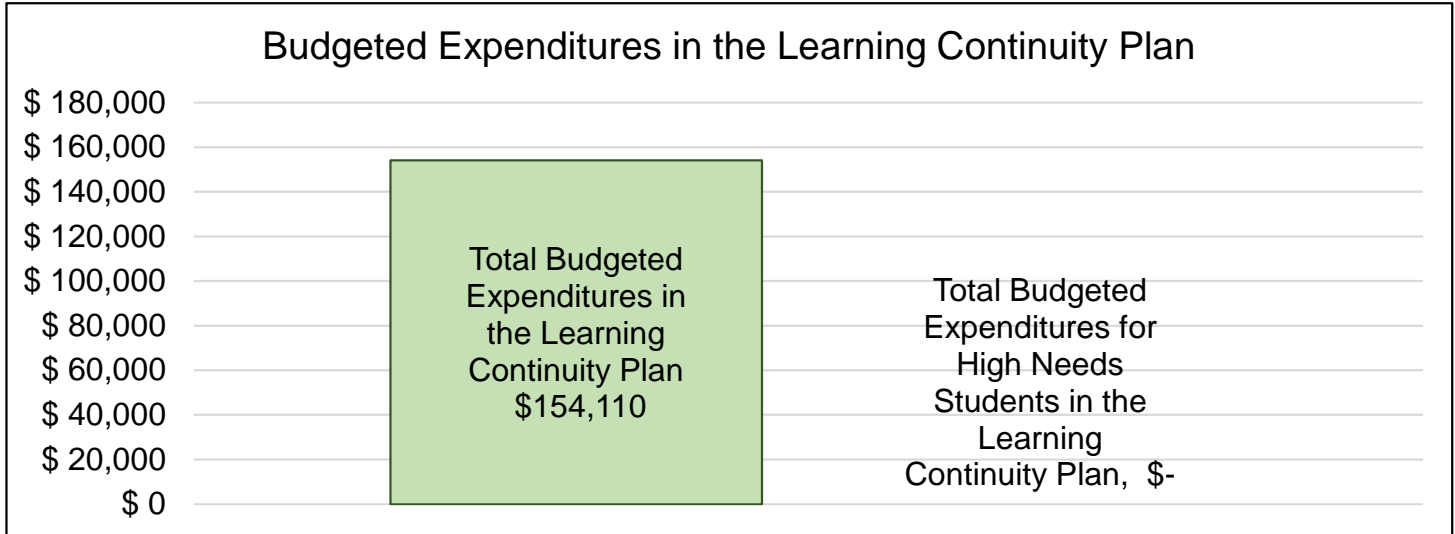 Budgeted Expenditures in the Learning Continuity Plan
$ 180,000
$ 160,000
$ 140,000
$ 120,000
$ 100,000
$ 80,000
$ 60,000
$ 40,000
$ 20,000
$ 0
Total Budgeted
Expenditures in
the Learning
Continuity Plan
$154,110
Total Budgeted
Expenditures for
High Needs
Students in the
Learning
Continuity Plan, $-